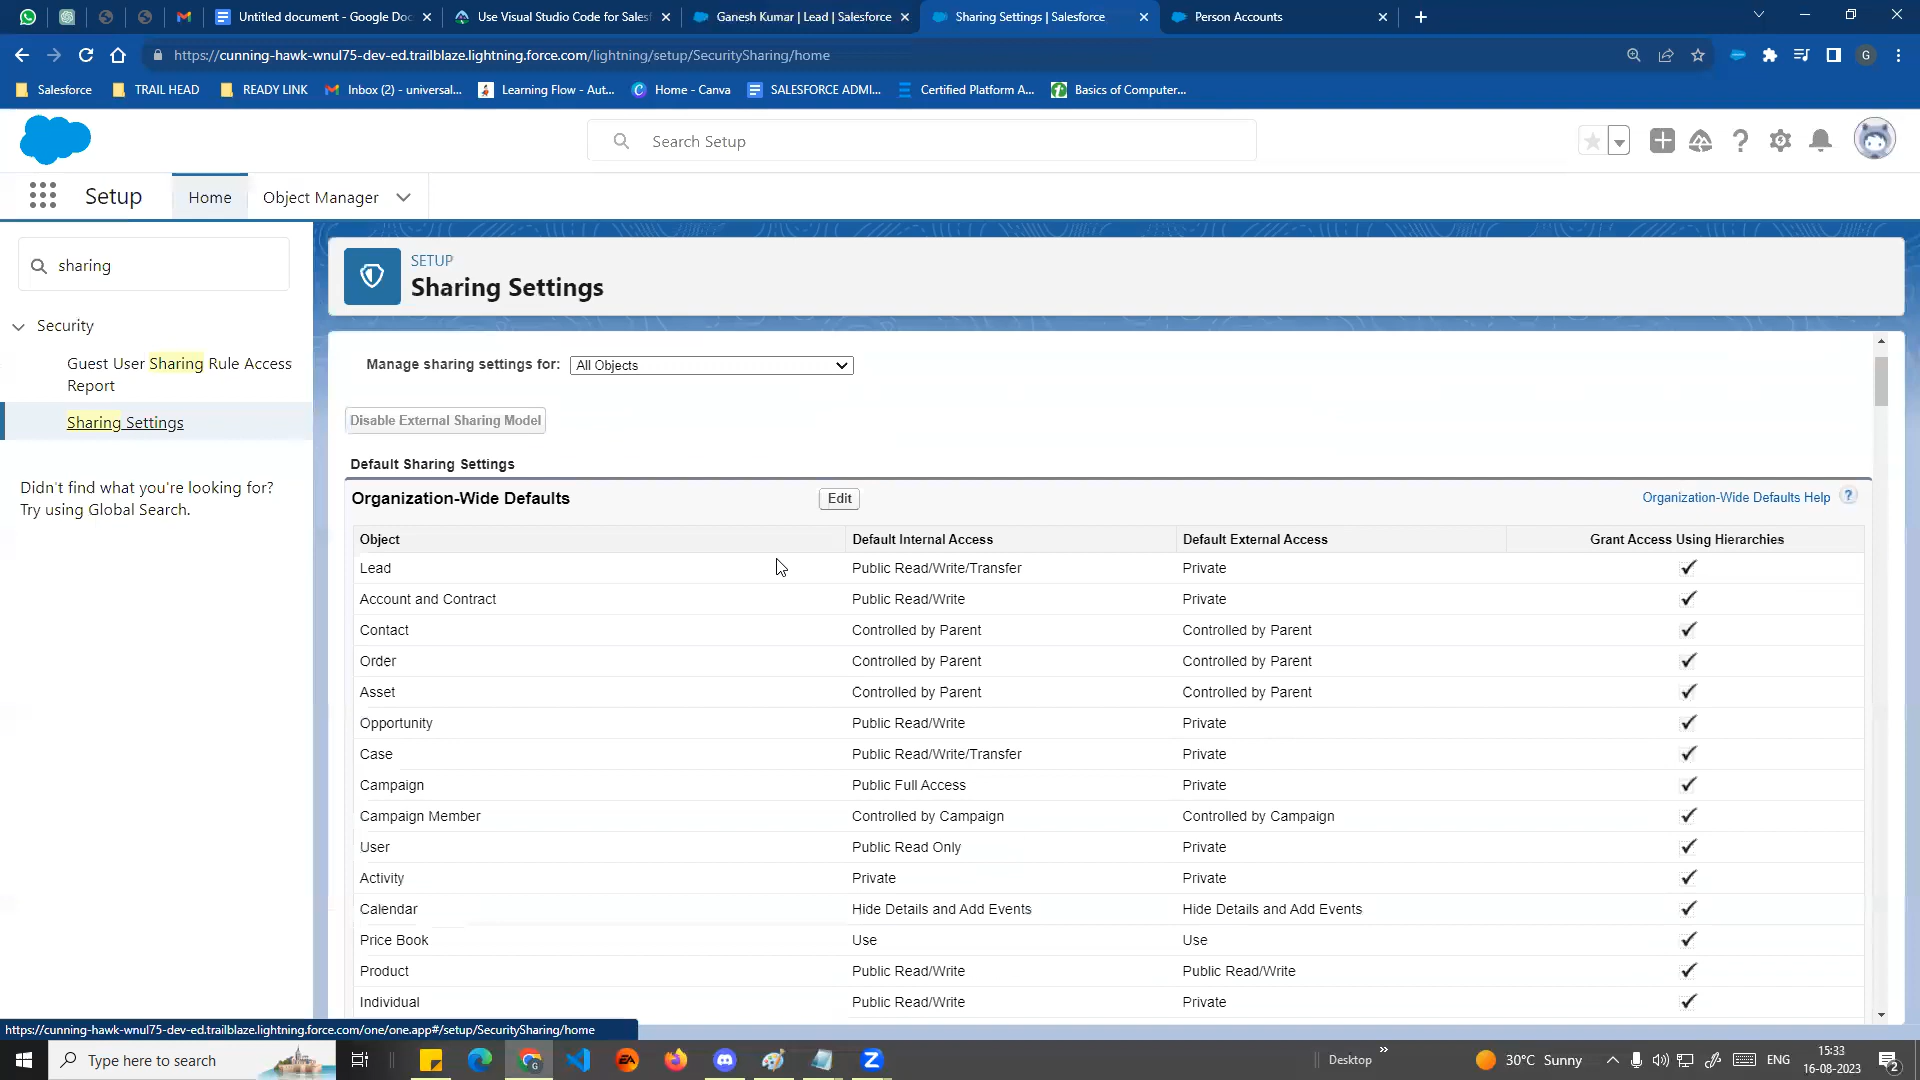 Untitled document - Google Doc
Use Visual Studio Code for Salesf
Ganesh Kumar | Lead | Salesforce
Sharing Settings | Salesforce
Person Accounts
https://cunning-hawk-wnul75-dev-ed.trailblaze.lightning.force.com/lightning/setup/SecuritySharing/home
G
Salesforce
TRAIL HEAD
READY LINK
Inbox (2) - universal...
Learning Flow - Aut...
Home - Canva
SALESFORCE ADMI...
Certified Platform A...
Basics of Computer...
Search Setup
Setup
Home
Object Manager
sharing
Security
Guest User Sharing Rule Access
Report
Sharing Settings
Didn't find what you're looking for?
Try using Global Search.
SETUP
Sharing Settings
Manage sharing settings for: All Objects
Disable External Sharing Model
Default Sharing Settings
Organization-Wide Defaults Edit Organization-Wide Defaults Help ?
Object Default Internal Access Default External Access Grant Access Using Hierarchies
Lead Public Read/Write/Transfer Private
Account and Contract Public Read/Write Private
Contact Controlled by Parent Controlled by Parent
Order Controlled by Parent Controlled by Parent
Asset Controlled by Parent Controlled by Parent
Opportunity Public Read/Write Private
Case Public Read/Write/Transfer Private
Campaign Public Full Access Private
Campaign Member Controlled by Campaign Controlled by Campaign
User Public Read Only Private
Activity Private Private
Calendar Hide Details and Add Events Hide Details and Add Events
Price Book Use Use
Product Public Read/Write Public Read/Write
Individual Public Read/Write Private
https://cunning-hawk-wnul75-dev-ed.trailblaze.lightning.force.com/one/one.app#/setup/SecuritySharing/home
Type here to search
Desktop
30°C Sunny
ENG
15:33
16-08-2023
2